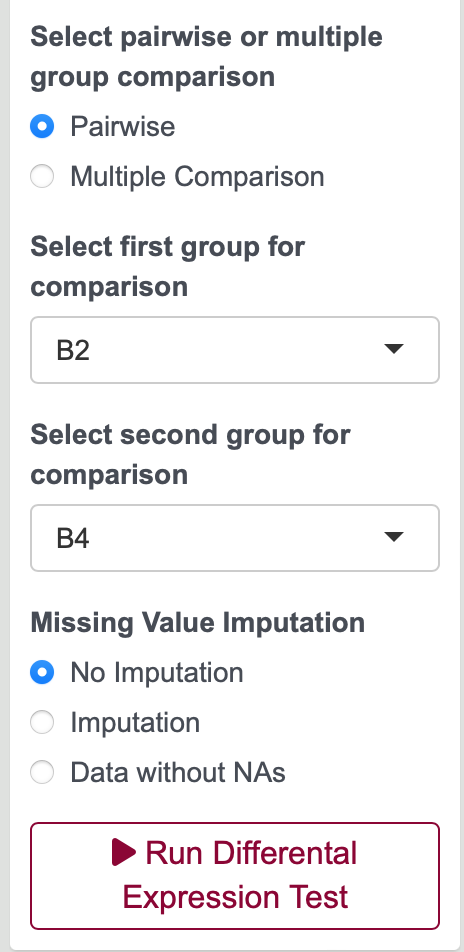 Select pairwise or multiple
group comparison
Pairwise
Multiple Comparison
Select first group for
comparison
B2
Select second group for
comparison
B4
Missing Value Imputation
No Imputation
Imputation
Data without NAs
Run Differental
Expression Test